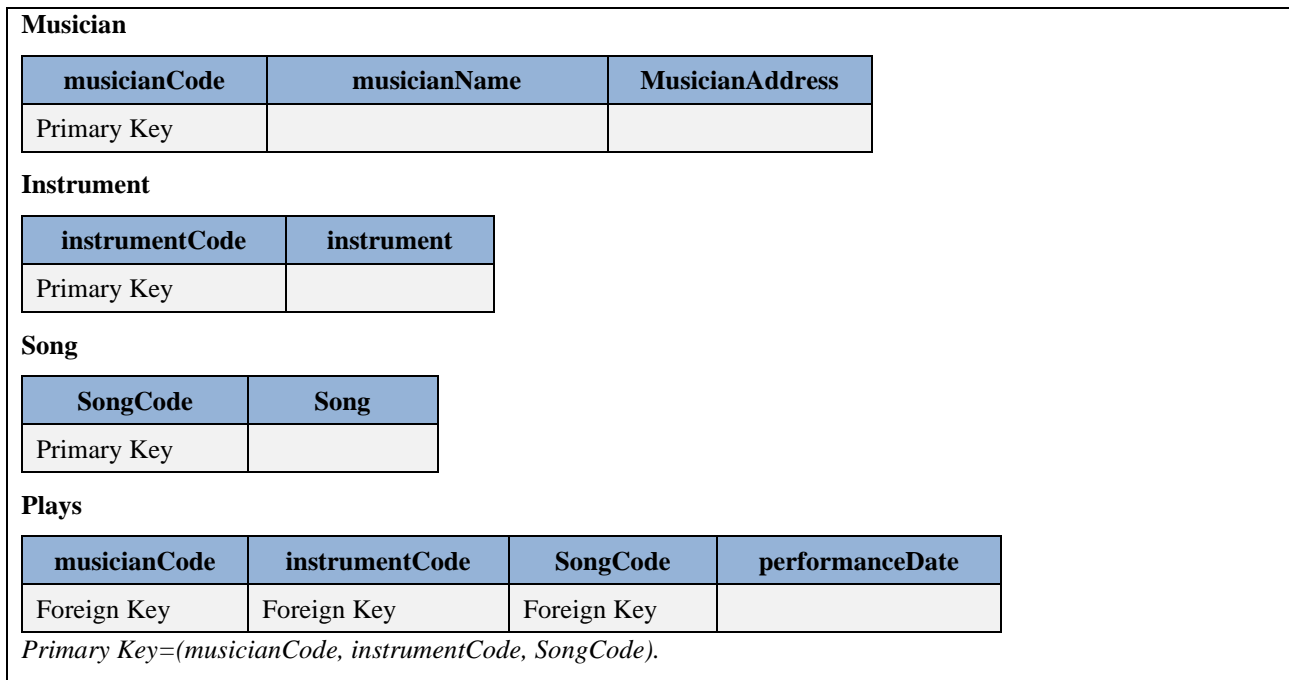 Musician
musicianCode musicianName MusicianAddress
Primary Key
Instrument
instrumentCode instrument
Primary Key
Song
SongCode Song
Primary Key
Plays
musicianCode instrumentCode SongCode performanceDate
Foreign Key Foreign Key Foreign Key
Primary Key=(musicianCode, instrumentCode, SongCode).